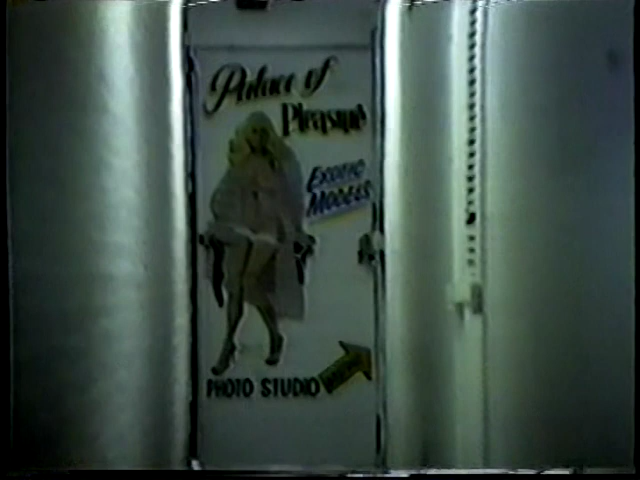 Palace of
Pleasure
EXOTIC
MODELS
PHOTO STUDIO